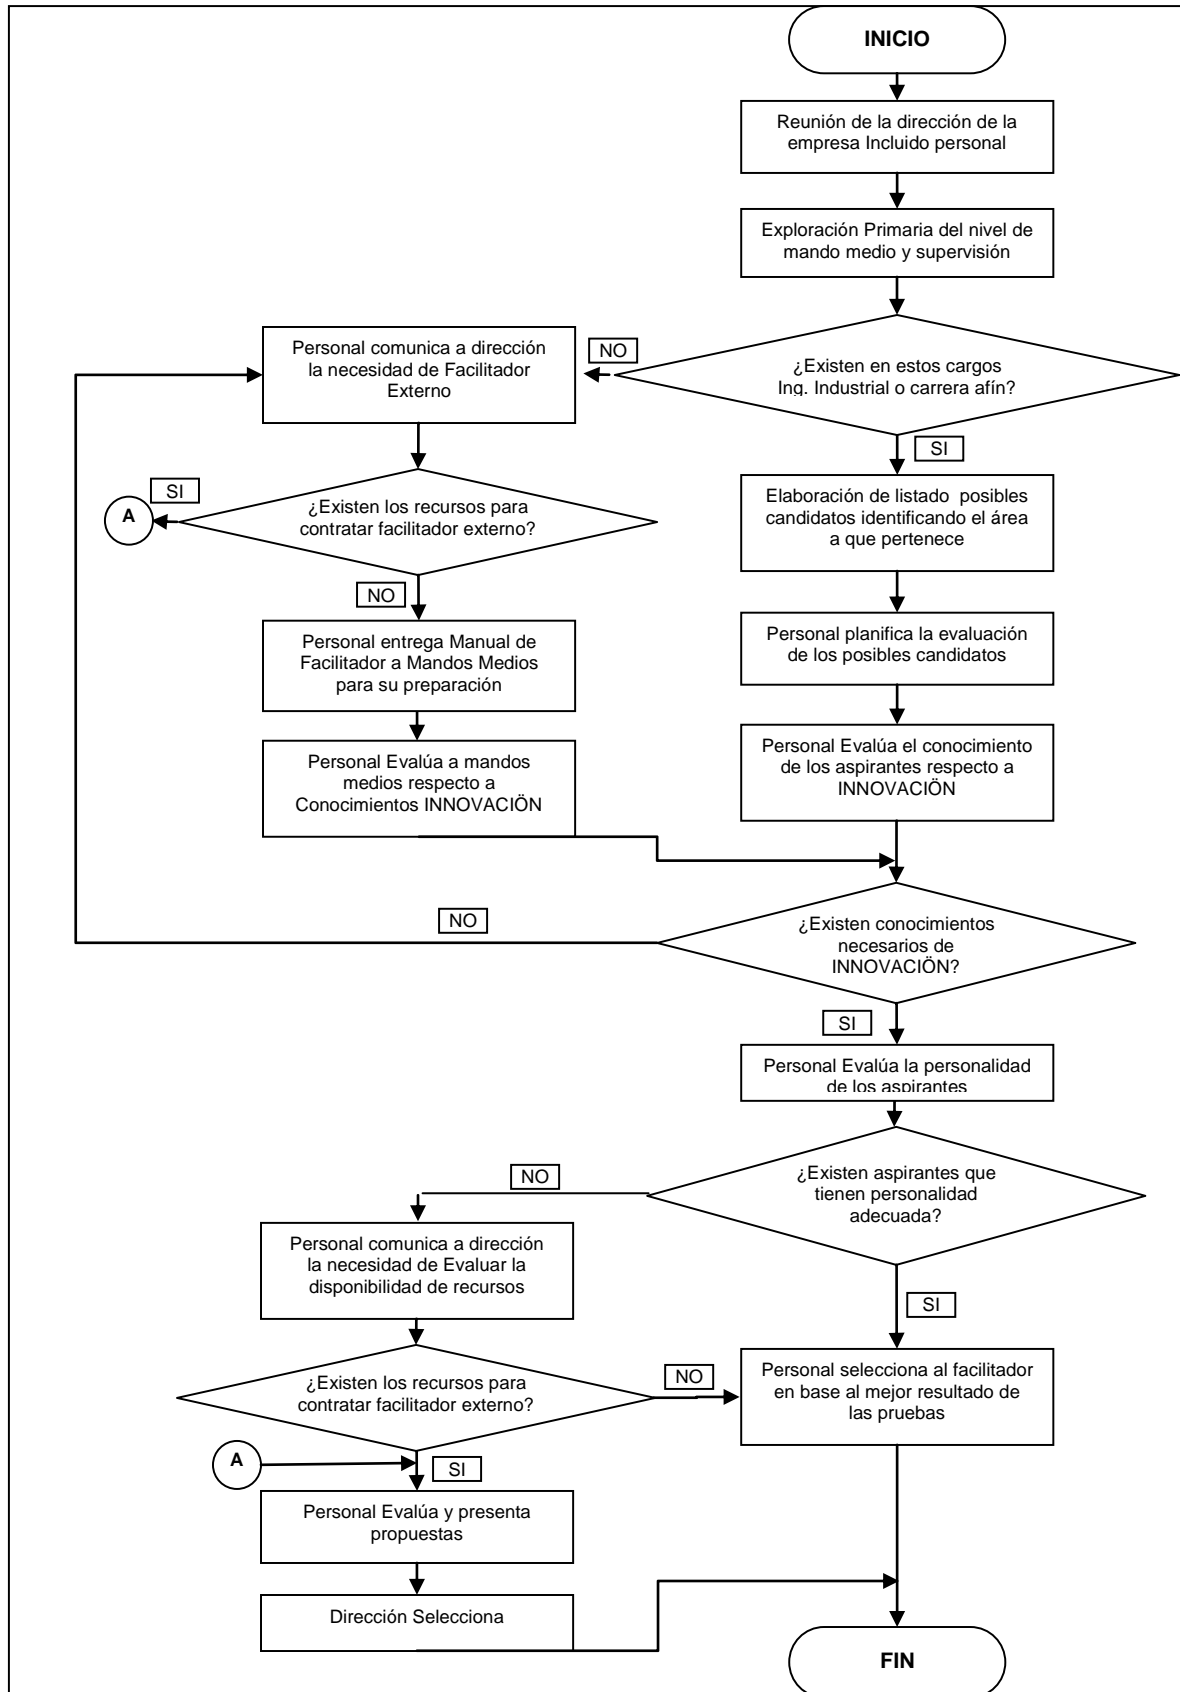 INICIO
Reunión de la dirección de la
empresa Incluido personal
Exploración Primaria del nivel de
mando medio y supervisión
¿Existen en estos cargos
Ing. Industrial o carrera afín?
NO
Personal comunica a dirección
la necesidad de Facilitador
Externo
SI
¿Existen los recursos para
contratar facilitador externo?
SI
A
NO
Personal entrega Manual de
Facilitador a Mandos Medios
para su preparación
Personal Evalúa a mandos
medios respecto a
Conocimientos INNOVACIÖN
Elaboración de listado posibles
candidatos identificando el área
a que pertenece
Personal planifica la evaluación
de los posibles candidatos
Personal Evalúa el conocimiento
de los aspirantes respecto a
INNOVACIÖN
¿Existen conocimientos
necesarios de
INNOVACIÖN?
NO
SI
Personal Evalúa la personalidad
de los aspirantes
¿Existen aspirantes que
tienen personalidad
adecuada?
NO
SI
Personal comunica a dirección
la necesidad de Evaluar la
disponibilidad de recursos
¿Existen los recursos para
contratar facilitador externo?
NO
Personal selecciona al facilitador
en base al mejor resultado de
las pruebas
A
SI
Personal Evalúa y presenta
propuestas
Dirección Selecciona
FIN